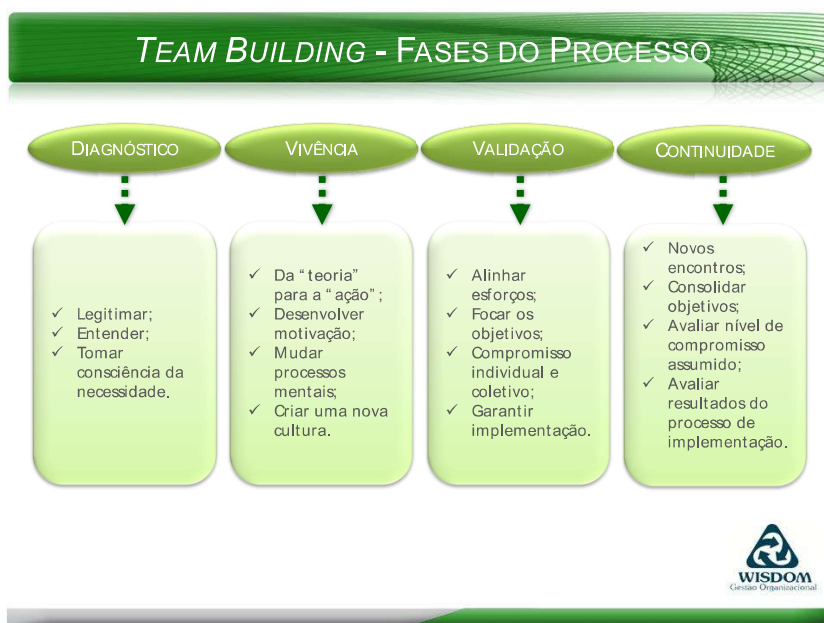 TEAM BUILDING - FASES DO PROCESSO
DIAGNÓSTICO
✓ Legitimar;
✓ Entender;
✓ Tomar
consciência da
necessidade.
VIVÊNCIA
✓ Da “teoria”
para a “ação”;
✓ Desenvolver
motivação;
✓ Mudar
processos
mentais;
✓ Criar uma nova
cultura.
VALIDAÇÃO
✓ Alinhar
esforços;
✓ Focar os
objetivos;
✓ Compromisso
individual e
coletivo;
✓ Garantir
implementação.
CONTINUIDADE
✓ Novos
encontros;
✓ Consolidar
objetivos;
✓ Avaliar nível de
compromisso
assumido;
✓ Avaliar
resultados do
processo de
implementação.
WISDOM
Gestão Organizacional